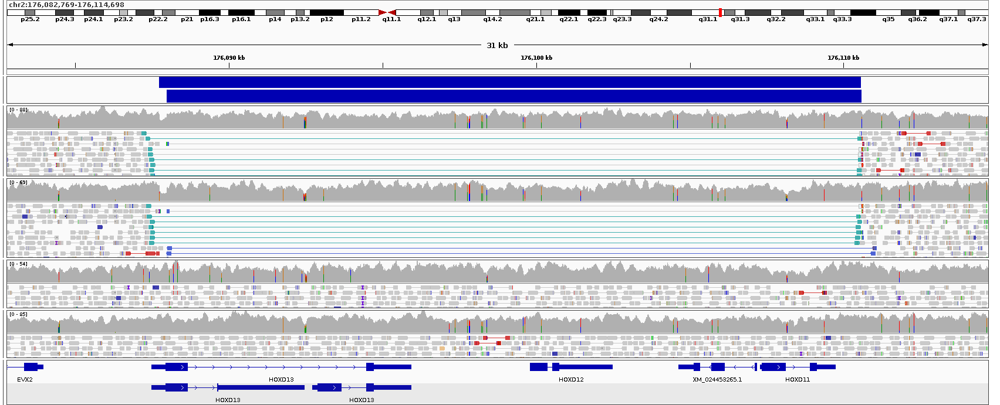 chr2:176,082,769-176,114,698
p25.2 p24.3 p24.1 p23.2 p22.2 p21 p16.3 p16.1 p14 p13.2 p12 p11.2 q11.1 q12.1 q13 q14.2 q21.1 q22.1 q22.3 q23.3 q24.2 q31.1 q31.3 q32.2 q33.1 q33.3 q35 q36.2 q37.1 q37.3
31 kb
176,090 kb 176,100 kb 176,110 kb
[0 - 88]
[0 - 69]
[0 - 54]
[0 - 85]
EVX2 HOXD13 HOXD12 XM_024453265.1 HOXD11
HOXD13 HOXD13